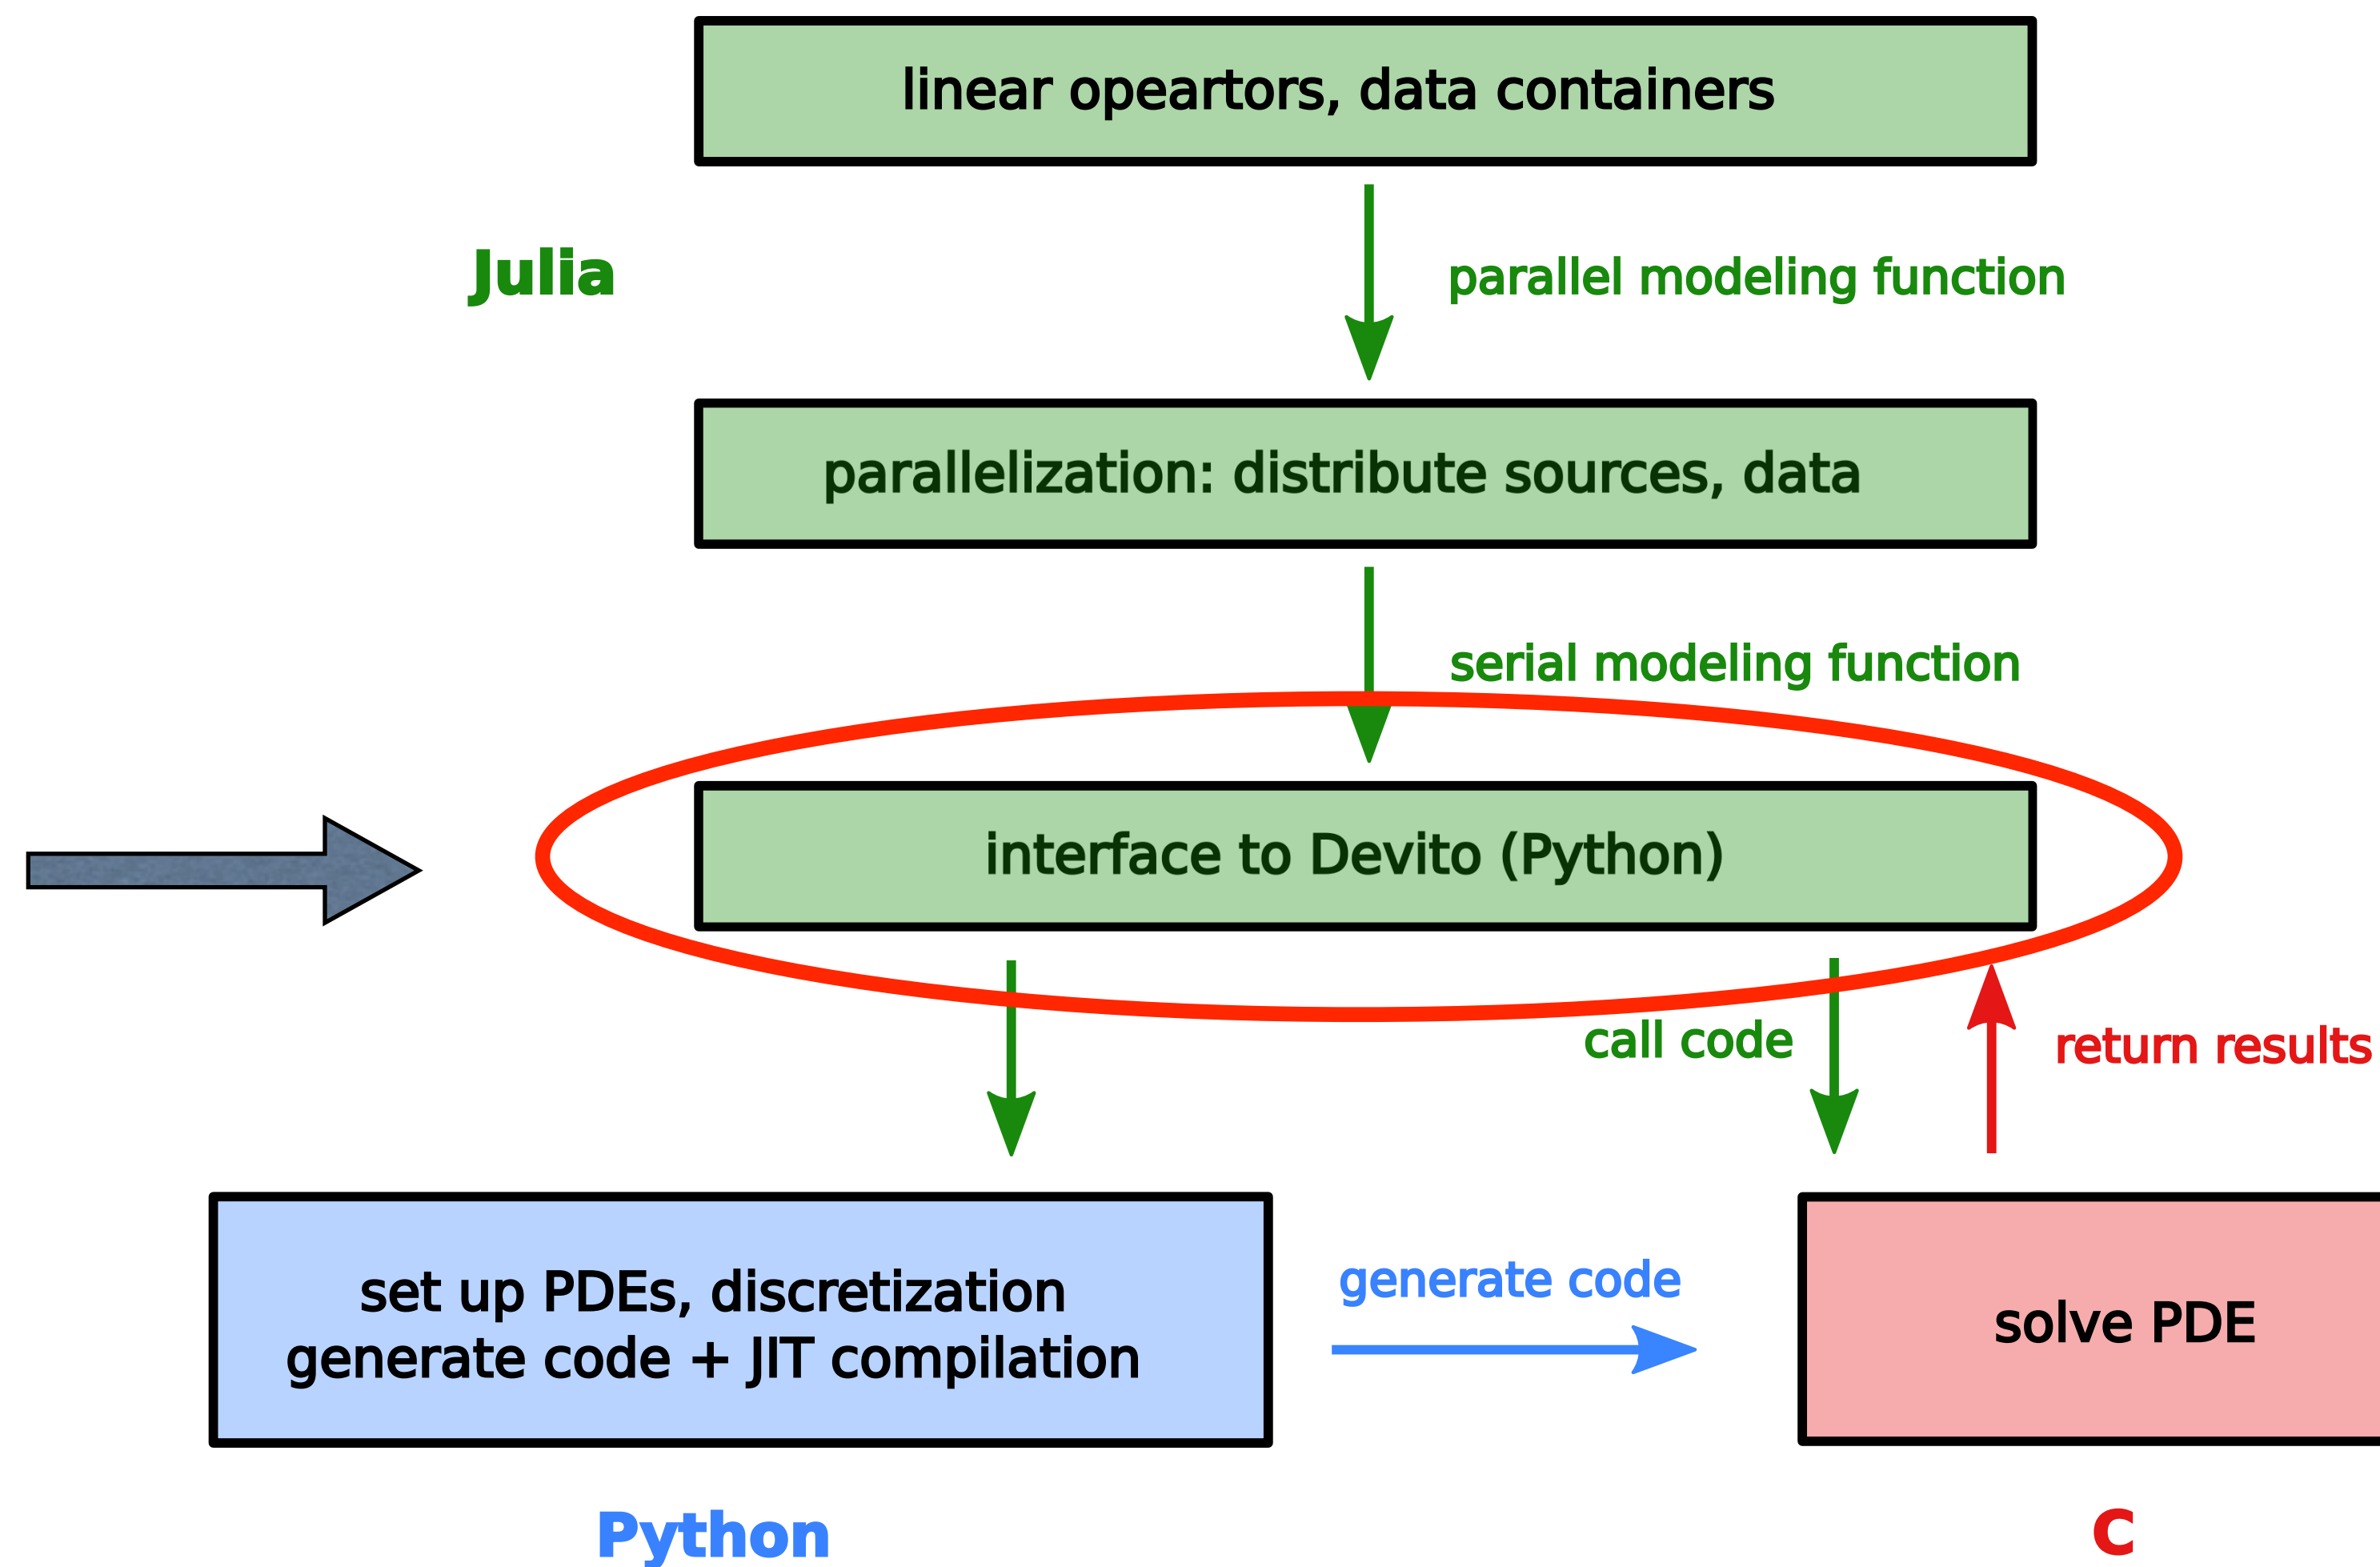 linear opeartors, data containers
Julia
parallel modeling function
parallelization: distribute sources, data
serial modeling function
interface to Devito (Python)
call code
return results
set up PDEs, discretization
generate code + JIT compilation
generate code
solve PDE
Python
C